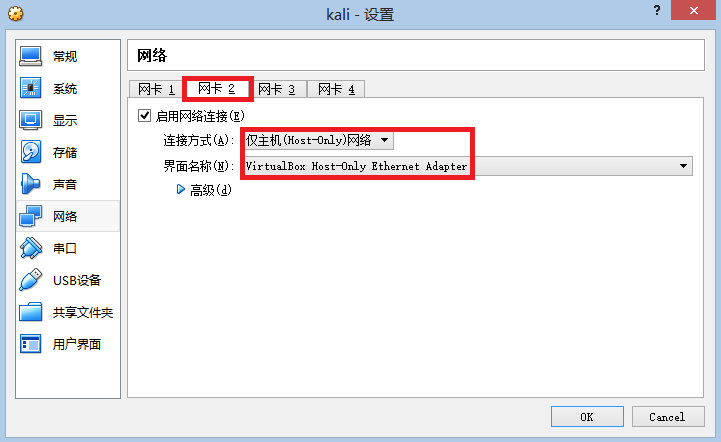 kali - 设置
?
×
常规
系统
显示
存储
声音
网络
串口
USB设备
共享文件夹
用户界面
网络
网卡 1 网卡 2 网卡 3 网卡 4
启用网络连接(E)
连接方式(A): 仅主机(Host-Only)网络
界面名称(N): VirtualBox Host-Only Ethernet Adapter
高级(d)
OK Cancel